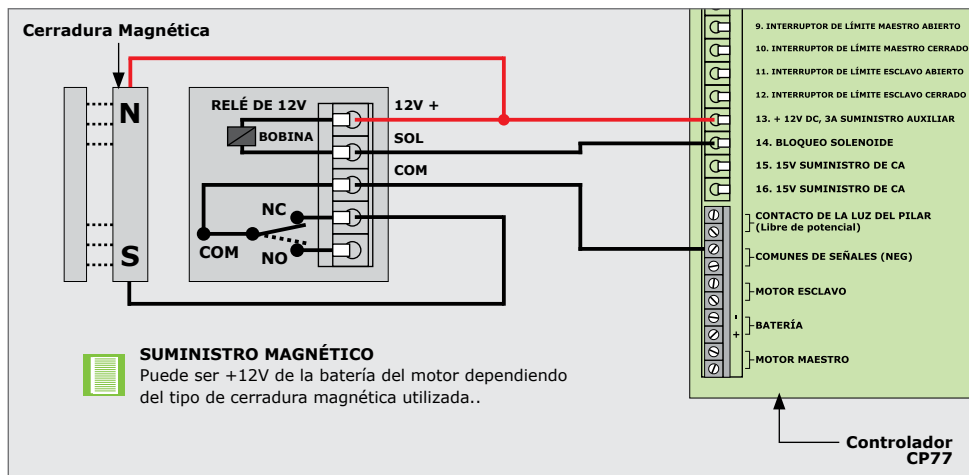 Cerradura Magnética
N
S
RELÉ DE 12V
BOBINA
12V +
SOL
COM
NC
COM
NO
9. INTERRUPTOR DE LÍMITE MAESTRO ABIERTO
10. INTERRUPTOR DE LÍMITE MAESTRO CERRADO
11. INTERRUPTOR DE LÍMITE ESCLAVO ABIERTO
12. INTERRUPTOR DE LÍMITE ESCLAVO CERRADO
13. + 12V DC, 3A SUMINISTRO AUXILIAR
14. BLOQUEO SOLENOIDE
15. 15V SUMINISTRO DE CA
16. 15V SUMINISTRO DE CA
CONTACTO DE LA LUZ DEL PILAR
(Libre de potencial)
COMUNES DE SEÑALES (NEG)
MOTOR ESCLAVO
-
BATERÍA
+
MOTOR MAESTRO
SUMINISTRO MAGNÉTICO
Puede ser +12V de la batería del motor dependiendo
del tipo de cerradura magnética utilizada..
Controlador
CP77